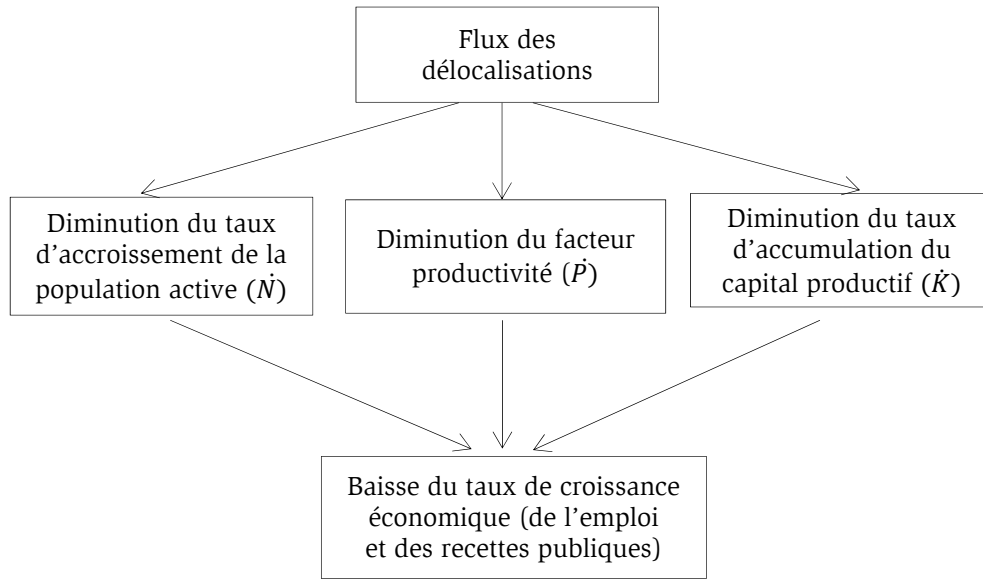 Flux des
délocalisations
Diminution du taux
d'accroissement de la
population active (Ṅ)
Diminution du facteur
productivité (Ṗ)
Diminution du taux
d'accumulation du
capital productif (K̇)
Baisse du taux de croissance
économique (de l'emploi
et des recettes publiques)